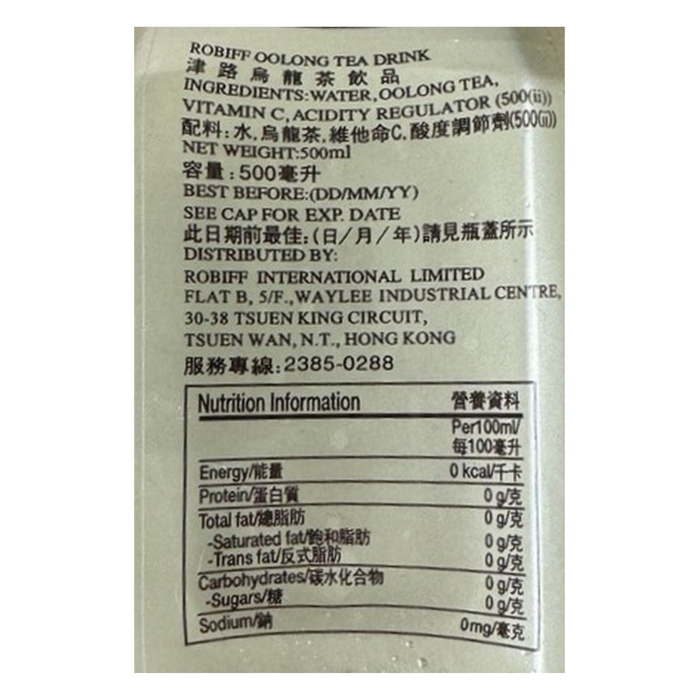 ROBIFF OOLONG TEA DRINK
津路烏龍茶飲品
INGREDIENTS:WATER,OOLONG TEA,
VITAMIN C,ACIDITY REGULATOR (500(ii))
配料:水,烏龍茶,維他命C,酸度調節劑(500(ii))
NET WEIGHT:500ml
容量:500毫升
BEST BEFORE:(DD/MM/YY)
SEE CAP FOR EXP. DATE
此日期前最佳:(日/月/年)請見瓶蓋所示
DISTRIBUTED BY:
ROBIFF INTERNATIONAL LIMITED
FLAT B, 5/F.,WAYLEE INDUSTRIAL CENTRE,
30-38 TSUEN KING CIRCUIT,
TSUEN WAN, N.T., HONG KONG
服務專線:2385-0288
Nutrition Information 營養資料
Per100ml/
每100毫升
Energy/能量 0 kcal/千卡
Protein/蛋白質 0 g/克
Total fat/總脂肪 0 g/克
-Saturated fat/飽和脂肪 0 g/克
-Trans fat/反式脂肪 0 g/克
Carbohydrates/碳水化合物 0 g/克
-Sugars/糖 0 g/克
Sodium/鈉 0mg/毫克